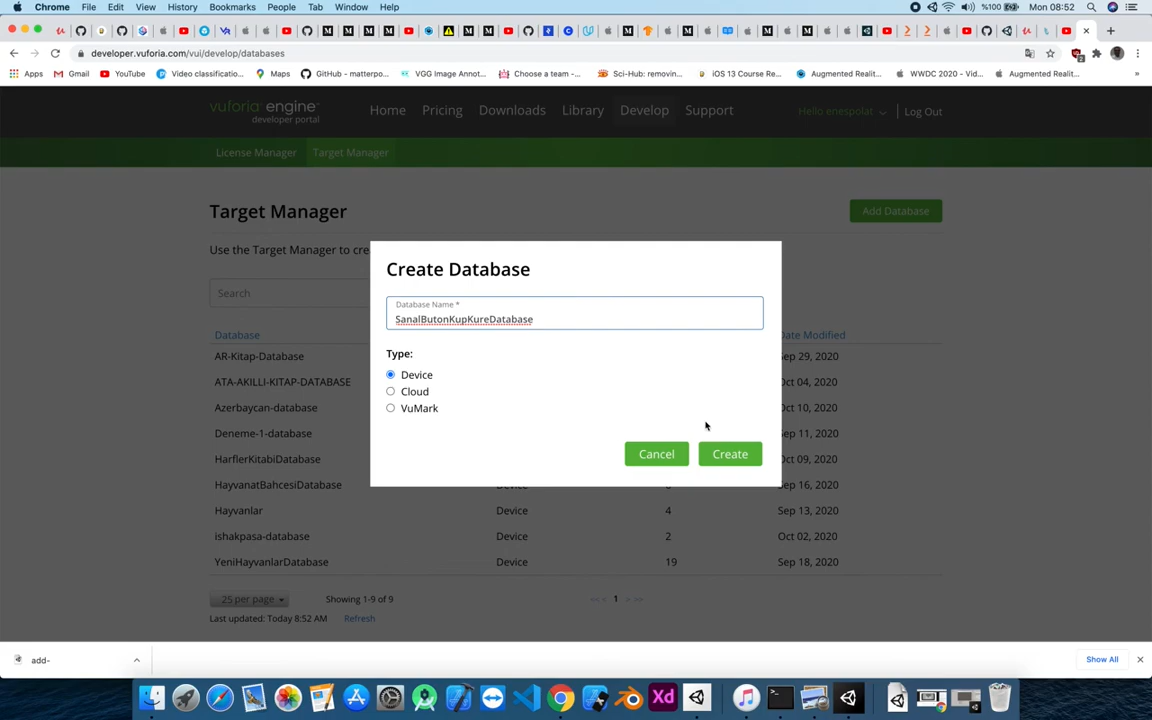 Chrome File Edit View History Bookmarks People Tab Window Help %100 Mon 08:52
developer.vuforia.com/vui/develop/databases
Apps Gmail YouTube Video classificatio... Maps GitHub - matterpo... VGG Image Annot... Choose a team -... Sci-Hub: removin... iOS 13 Course Re... Augmented Realit... WWDC 2020 - Vid... Augmented Realit... »
vuforia engine Home Pricing Downloads Library Develop Support Hello enespolat Log Out
developer portal
License Manager Target Manager
Target Manager Add Database
Use the Target Manager to cre
Create Database
Search
Database Name *
SanalButonKupKureDatabase
Database Date Modified
AR-Kitap-Database Sep 29, 2020
Type:
Device
ATA-AKILLI-KITAP-DATABASE Oct 04, 2020
Cloud
Azerbaycan-database VuMark Oct 10, 2020
Deneme-1-database Sep 11, 2020
HarflerKitabiDatabase Cancel Create Oct 09, 2020
HayvanatBahcesiDatabase Device Sep 16, 2020
Hayvanlar Device 4 Sep 13, 2020
ishakpasa-database Device 2 Oct 02, 2020
YeniHayvanlarDatabase Device 19 Sep 18, 2020
25 per page Showing 1-9 of 9 <<< 1 > >>
Last updated: Today 8:52 AM Refresh
add- Show All
Xd